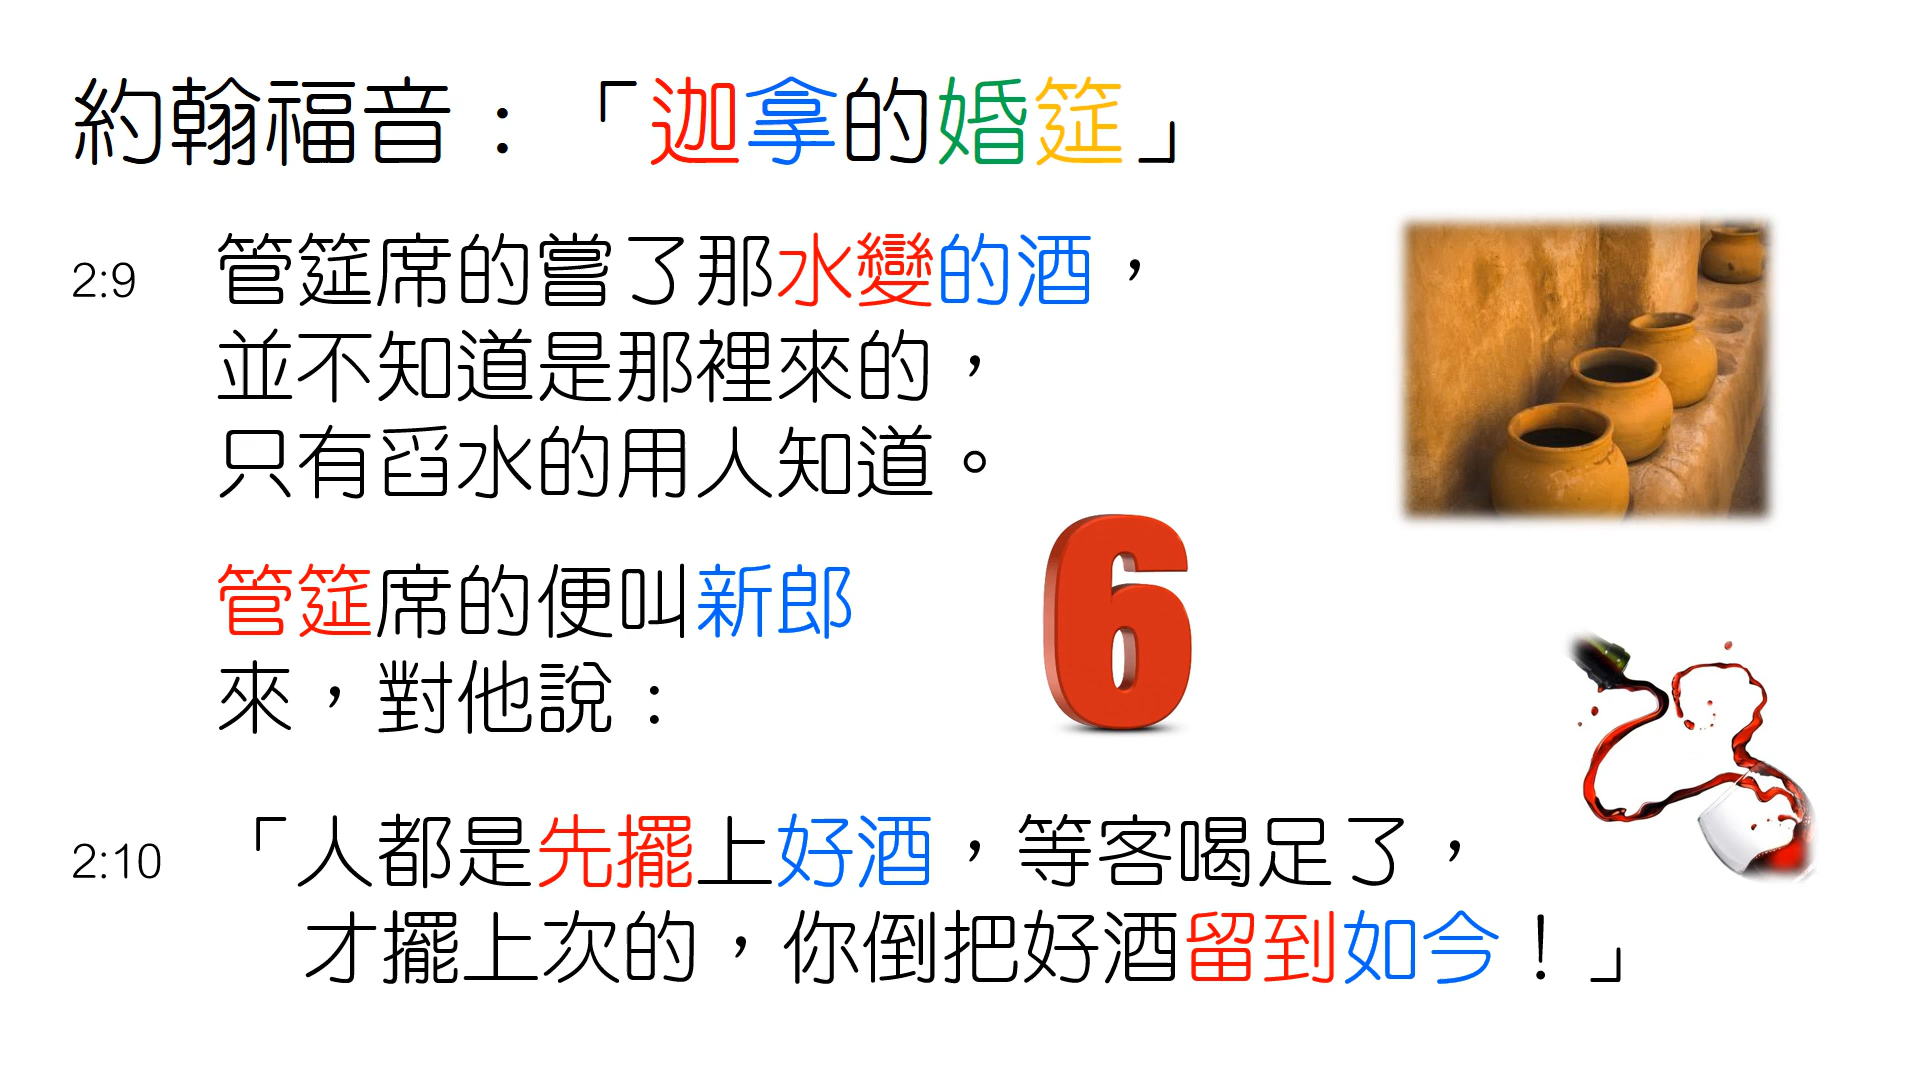 約翰福音：「迦拿的婚筵」
2:9 管筵席的嘗了那水變的酒，
並不知道是那裡來的，
只有舀水的用人知道。
管筵席的便叫新郎
來，對他說：
6
2:10 「人都是先擺上好酒，等客喝足了，
才擺上次的，你倒把好酒留到如今！」